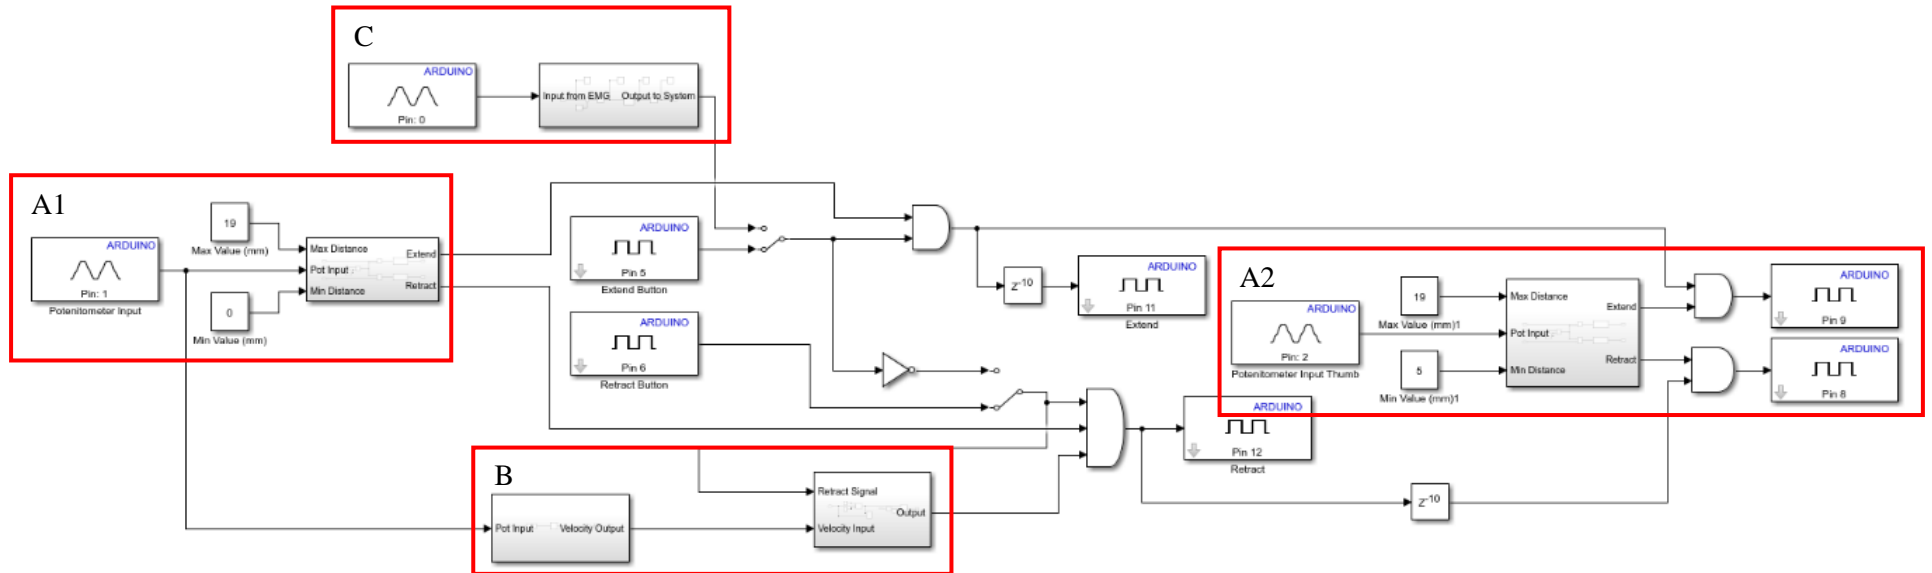 C
ARDUINO
Pin: 0
Input from EMG
Output to System
A1
ARDUINO
Pin: 1
Potenitometer Input
19
Max Value (mm)
0
Min Value (mm)
Max Distance
Pot Input
Min Distance
Extend
Retract
ARDUINO
Pin 5
Extend Button
ARDUINO
Pin 6
Retract Button
Z-10
ARDUINO
Pin 11
Extend
ARDUINO
Pin 12
Retract
B
Pot Input
Velocity Output
Retract Signal
Velocity Input
Output
Z-10
A2
ARDUINO
Pin: 2
Potenitometer Input Thumb
19
Max Value (mm)1
5
Min Value (mm)1
Max Distance
Pot Input
Min Distance
Extend
Retract
ARDUINO
Pin 9
ARDUINO
Pin 8